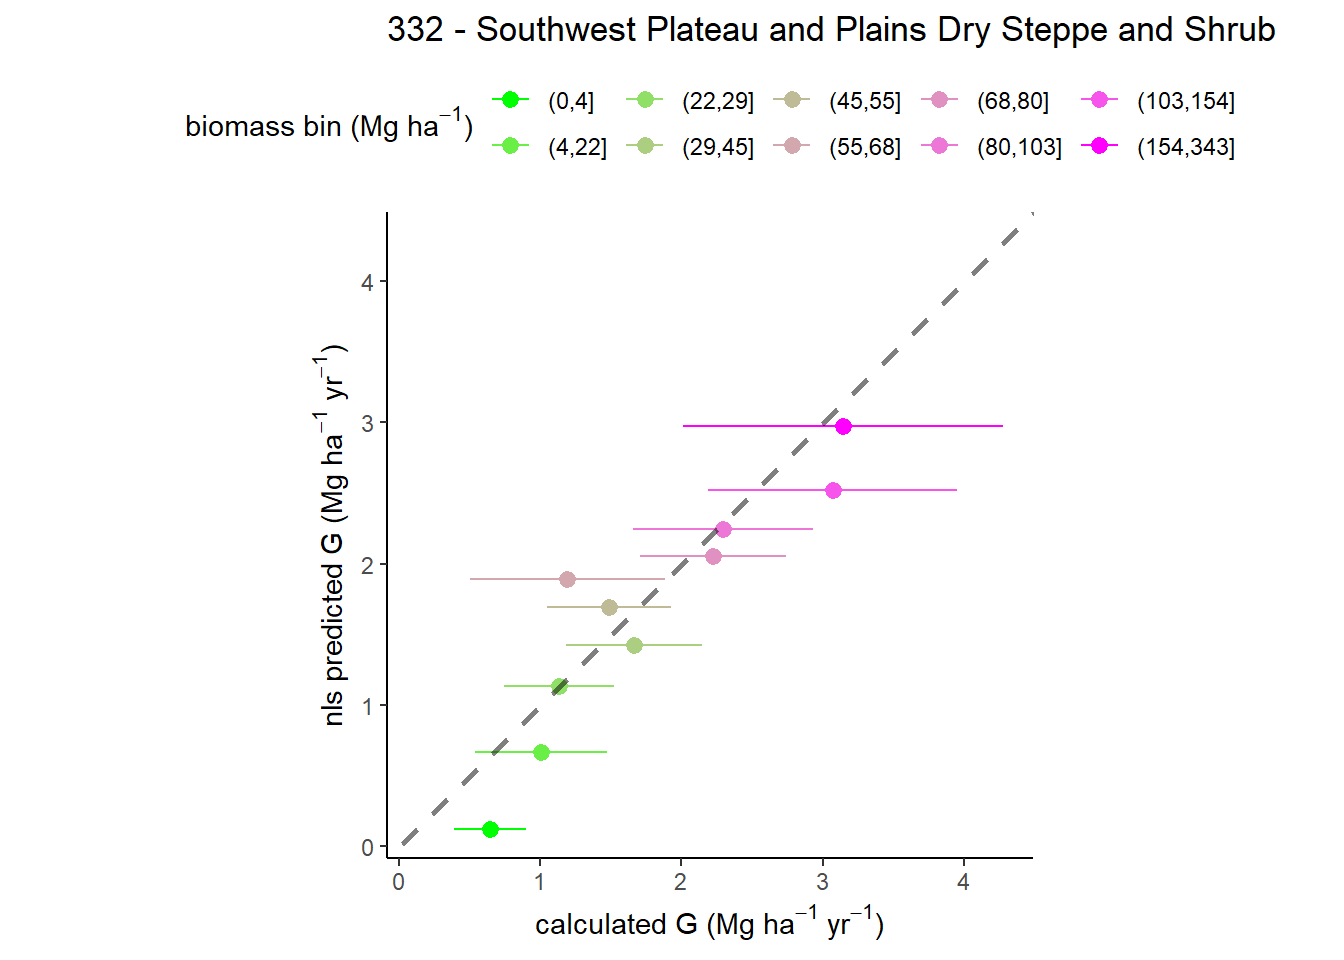 332 - Southwest Plateau and Plains Dry Steppe and Shrub
biomass bin (Mg ha⁻¹)
(0,4] (22,29] (45,55] (68,80] (103,154]
(4,22] (29,45] (55,68] (80,103] (154,343]
nls predicted G (Mg ha⁻¹ yr⁻¹)
4
3
2
1
0
0 1 2 3 4
calculated G (Mg ha⁻¹ yr⁻¹)